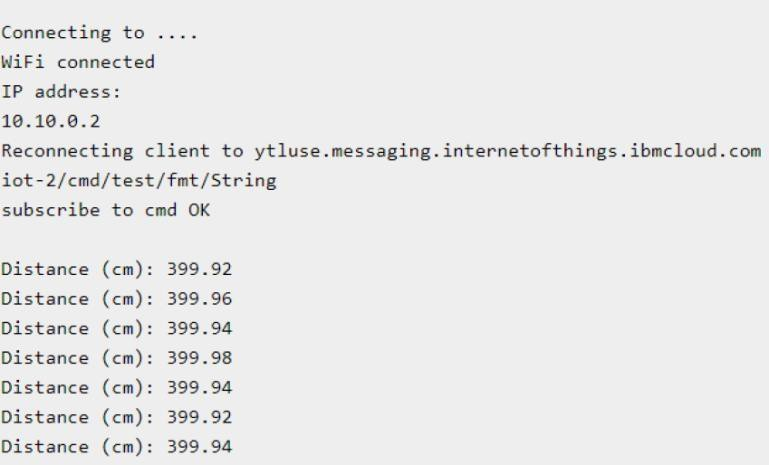 Connecting to ....
WiFi connected
IP address:
10.10.0.2
Reconnecting client to ytluse.messaging.internetofthings.ibmcloud.com
iot-2/cmd/test/fmt/String
subscribe to cmd OK
Distance (cm): 399.92
Distance (cm): 399.96
Distance (cm): 399.94
Distance (cm): 399.98
Distance (cm): 399.94
Distance (cm): 399.92
Distance (cm): 399.94